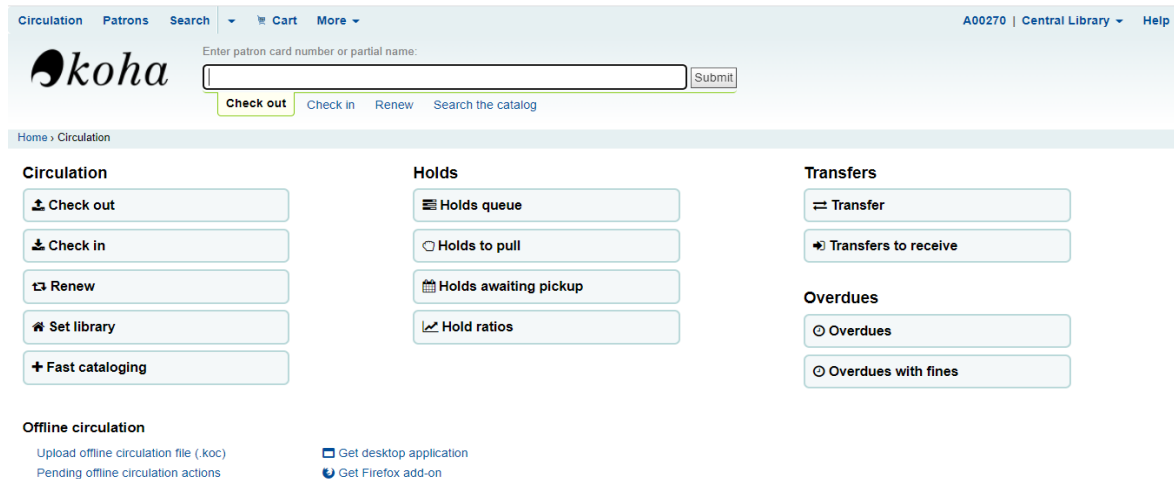 Circulation Patrons Search Cart More A00270 | Central Library Help
koha
Enter patron card number or partial name:
Submit
Check out Check in Renew Search the catalog
Home › Circulation
Circulation Holds Transfers
Check out Holds queue Transfer
Check in Holds to pull Transfers to receive
Renew Holds awaiting pickup
Overdues
Set library Hold ratios Overdues
Fast cataloging Overdues with fines
Offline circulation
Upload offline circulation file (.koc) Get desktop application
Pending offline circulation actions Get Firefox add-on